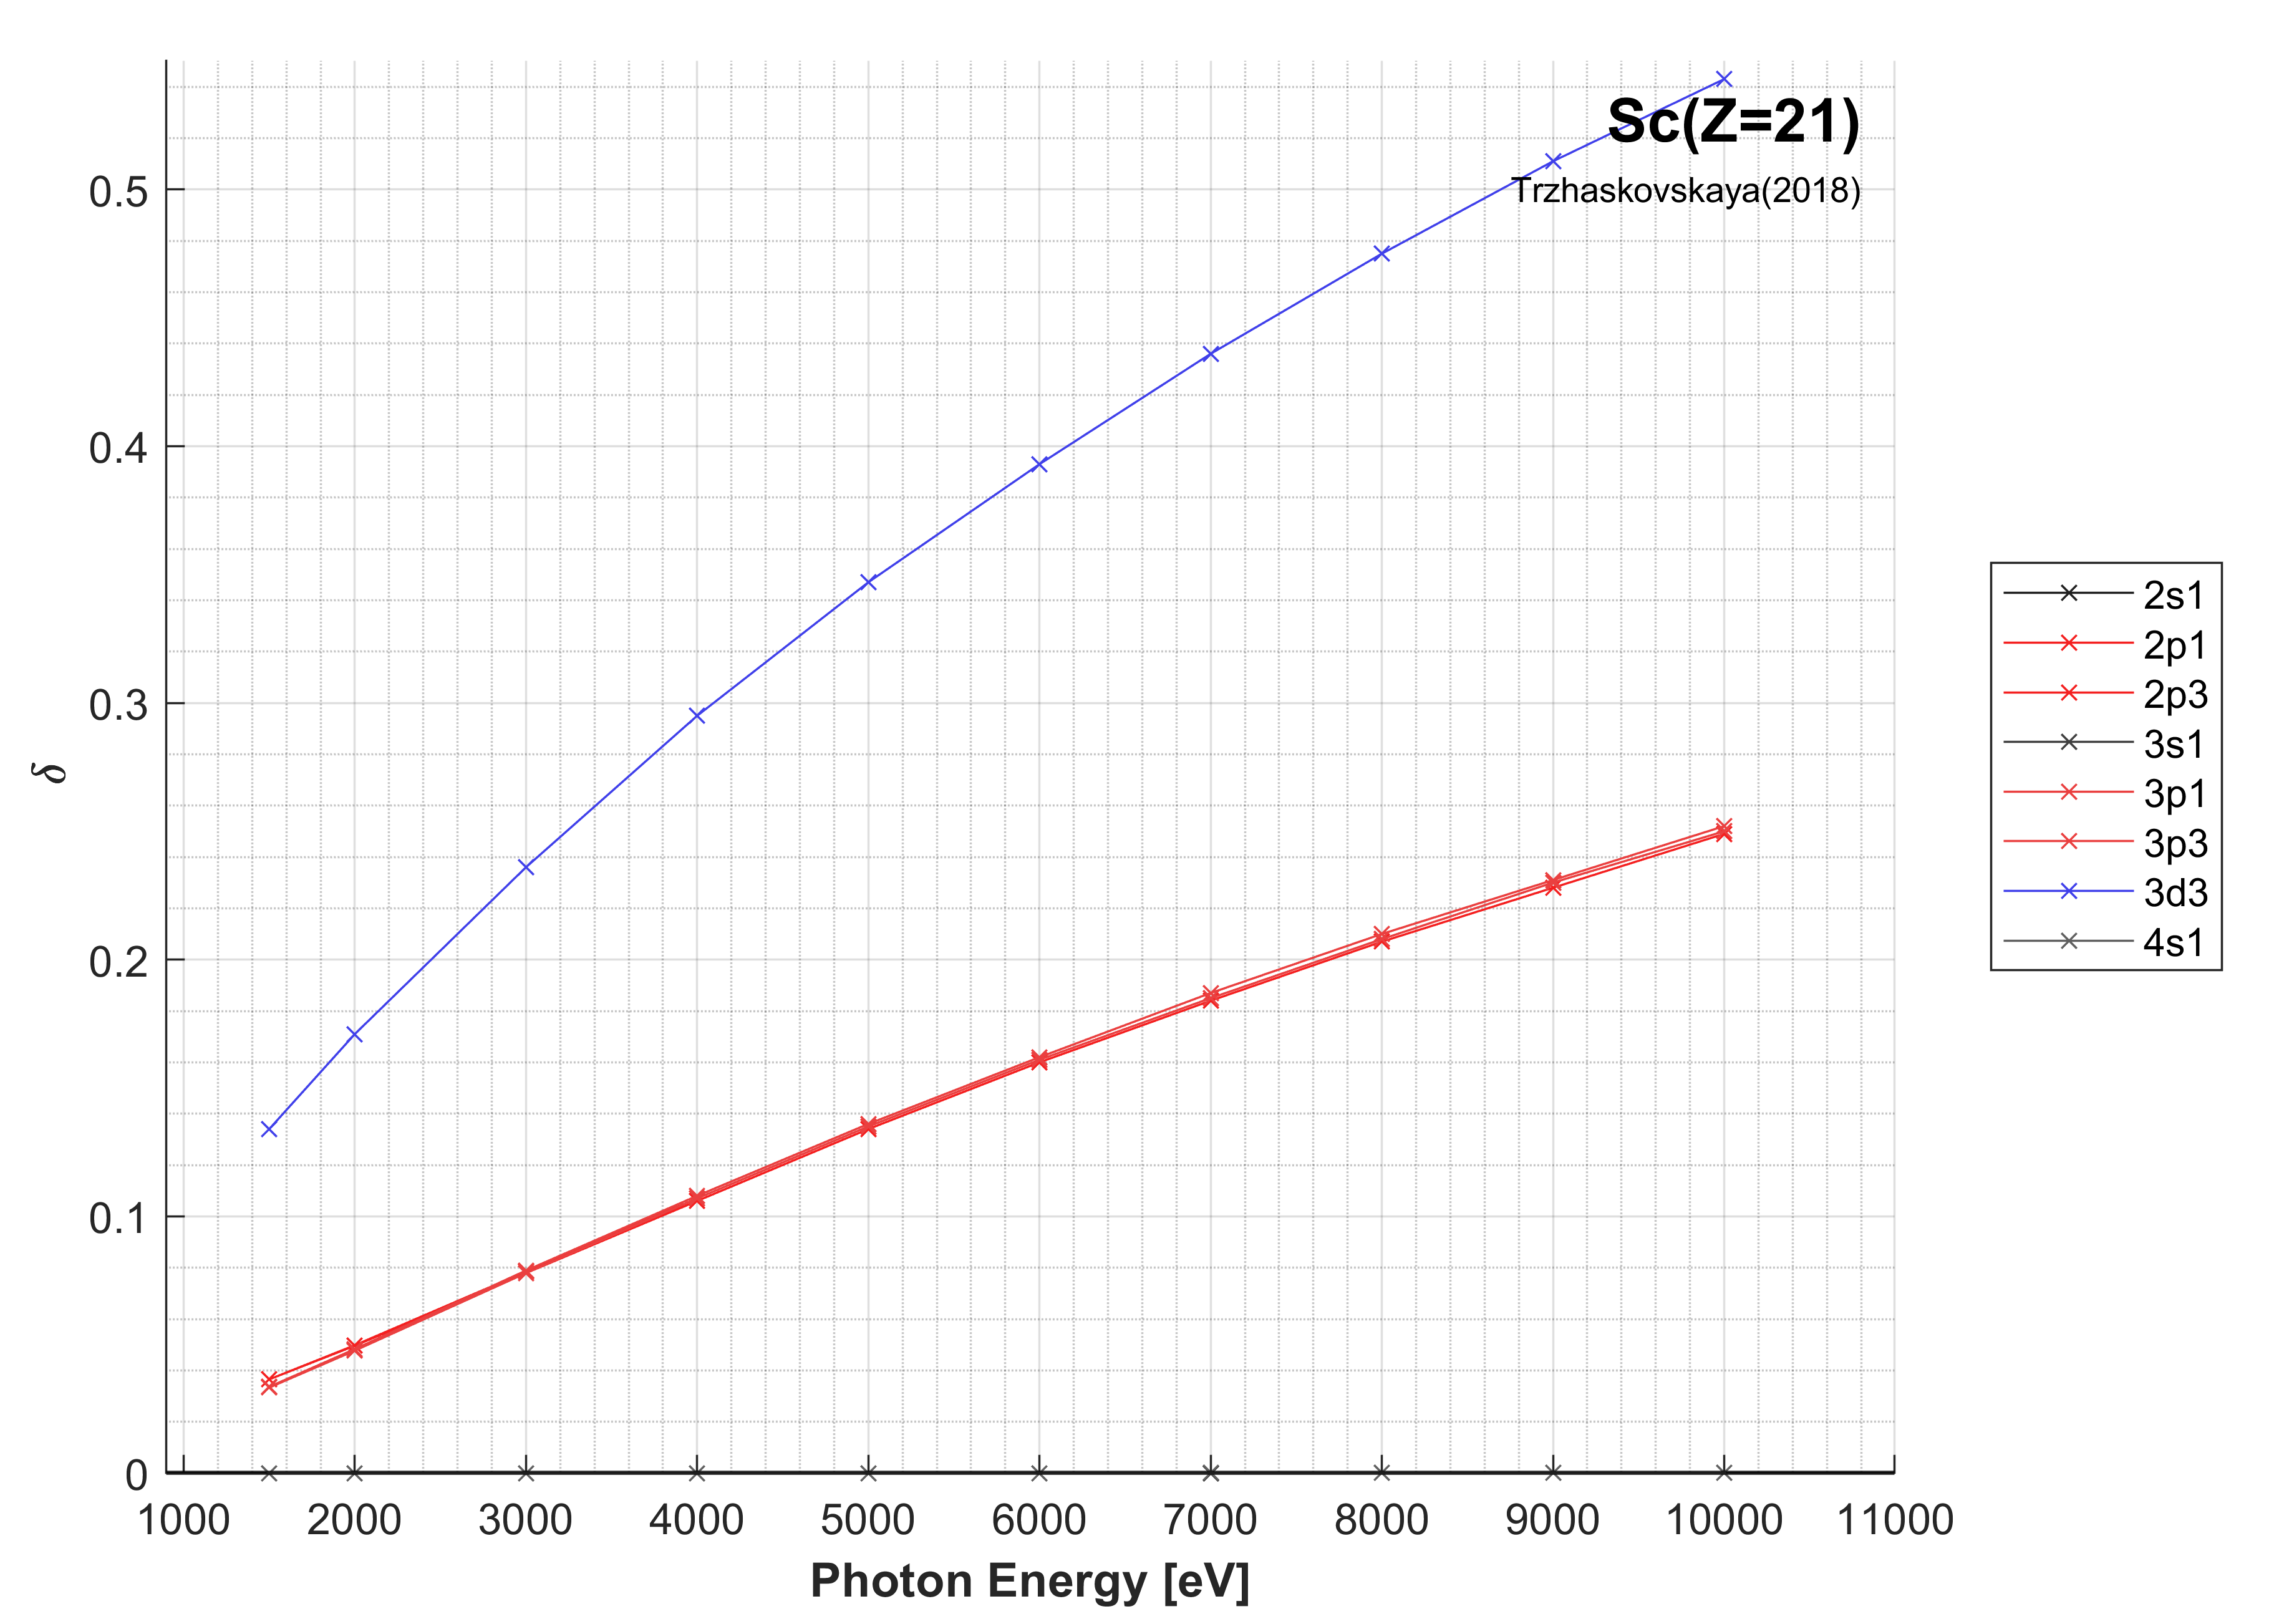 Sc(Z=21)
Trzhaskovskaya(2018)
0.5
0.4
0.3
0.2
0.1
0
δ
1000 2000 3000 4000 5000 6000 7000 8000 9000 10000 11000
Photon Energy [eV]
2s1
2p1
2p3
3s1
3p1
3p3
3d3
4s1